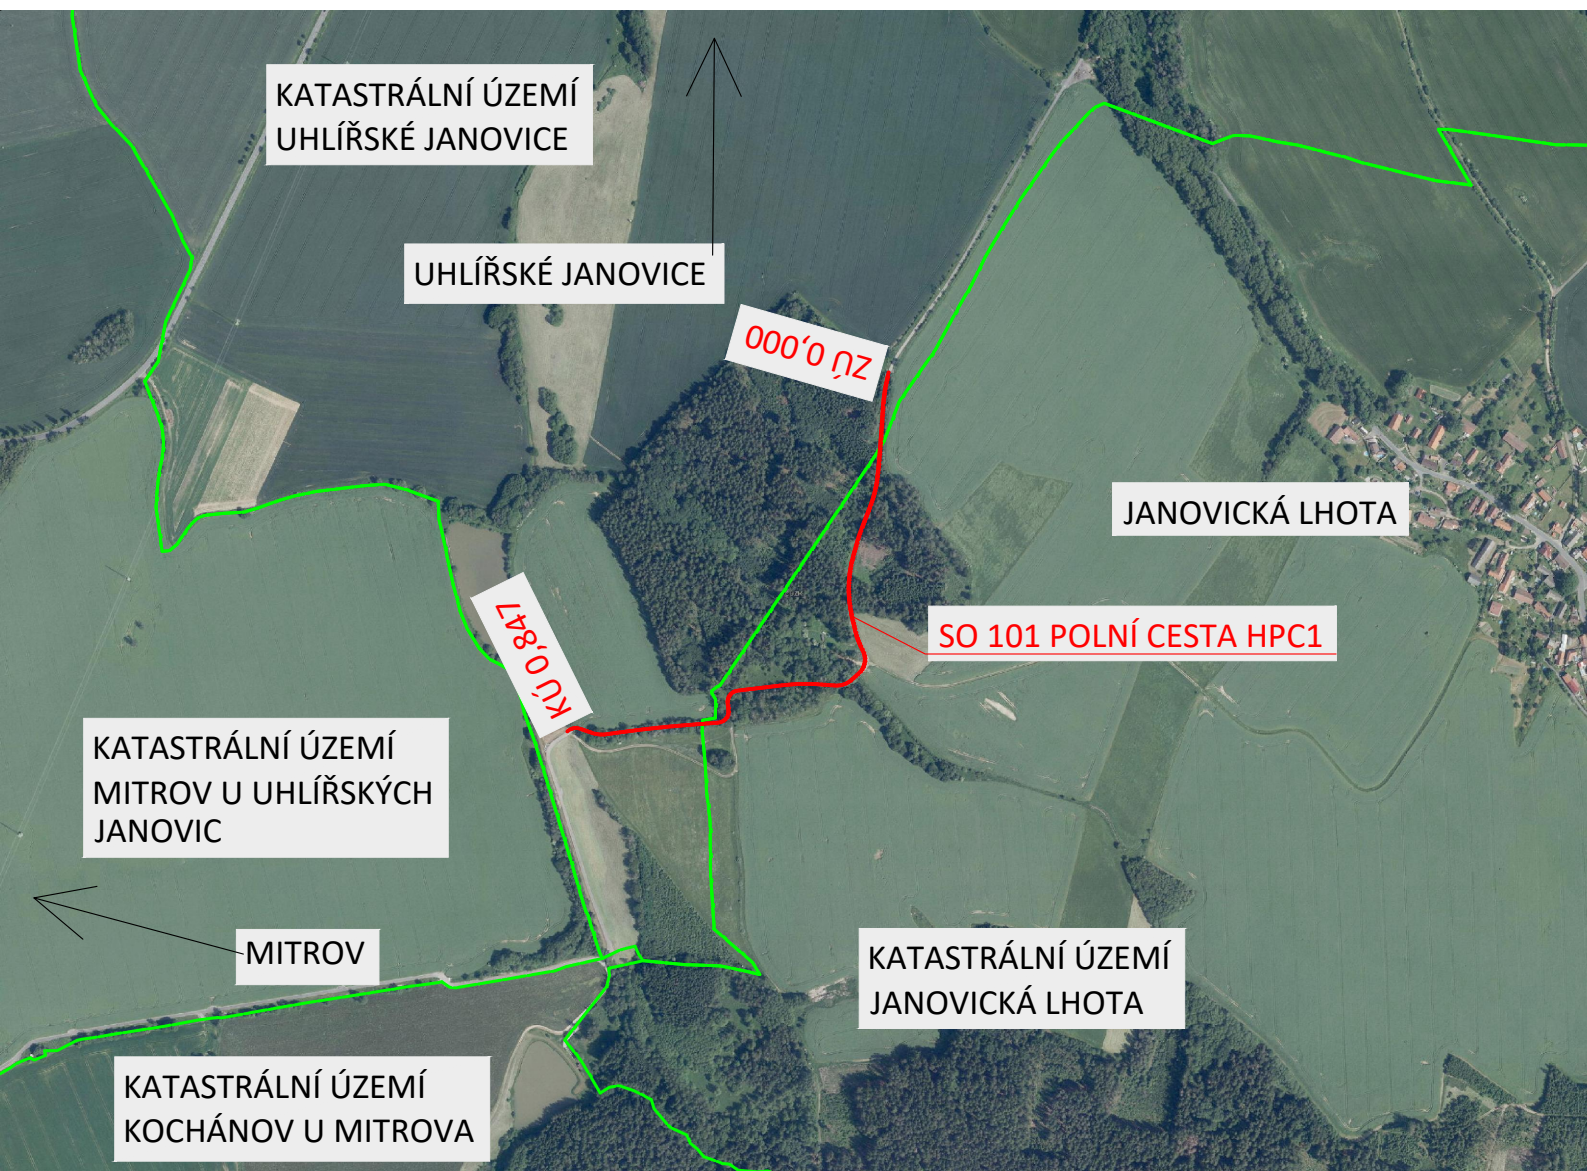 KATASTRÁLNÍ ÚZEMÍ
UHLÍŘSKÉ JANOVICE
UHLÍŘSKÉ JANOVICE
ZÚ 0,000
JANOVICKÁ LHOTA
KÚ 0,847
SO 101 POLNÍ CESTA HPC1
KATASTRÁLNÍ ÚZEMÍ
MITROV U UHLÍŘSKÝCH
JANOVIC
MITROV
KATASTRÁLNÍ ÚZEMÍ
JANOVICKÁ LHOTA
KATASTRÁLNÍ ÚZEMÍ
KOCHÁNOV U MITROVA